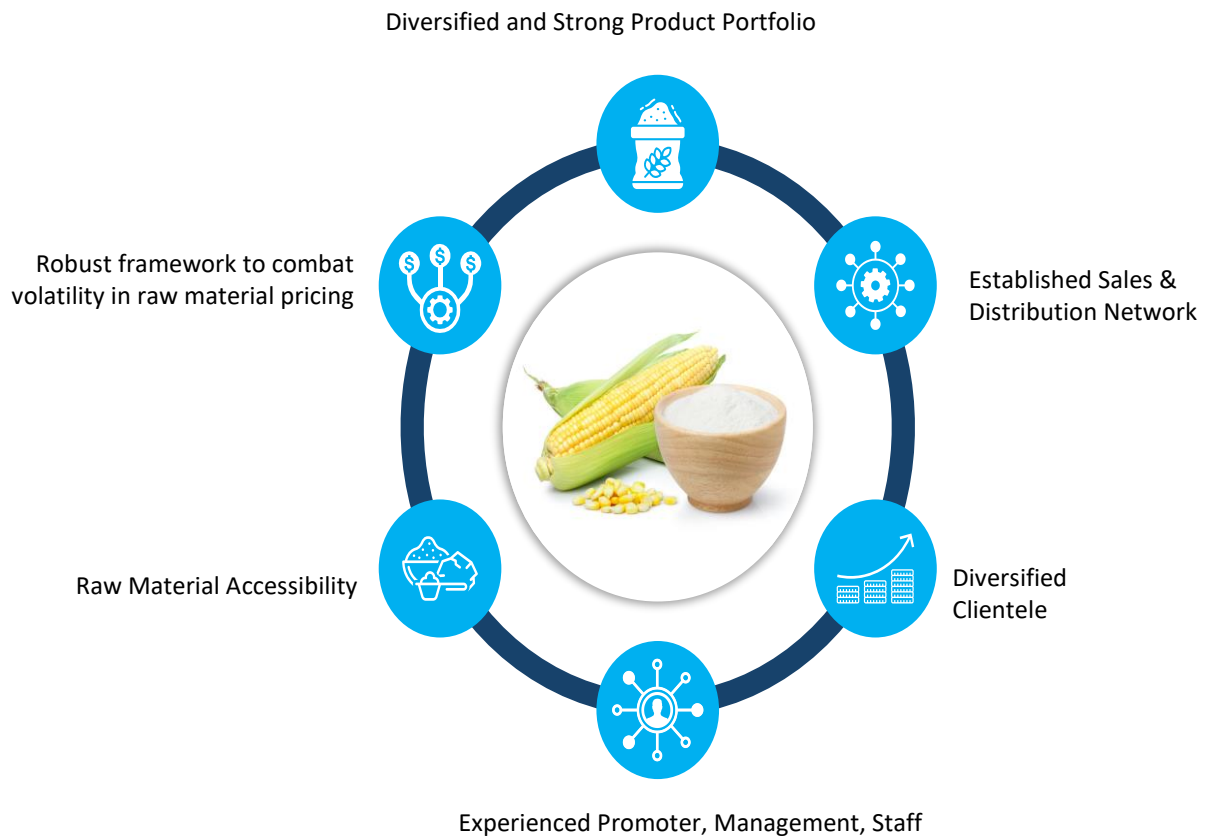 Diversified and Strong Product Portfolio
Robust framework to combat
volatility in raw material pricing
Established Sales &
Distribution Network
Raw Material Accessibility
Diversified
Clientele
Experienced Promoter, Management, Staff